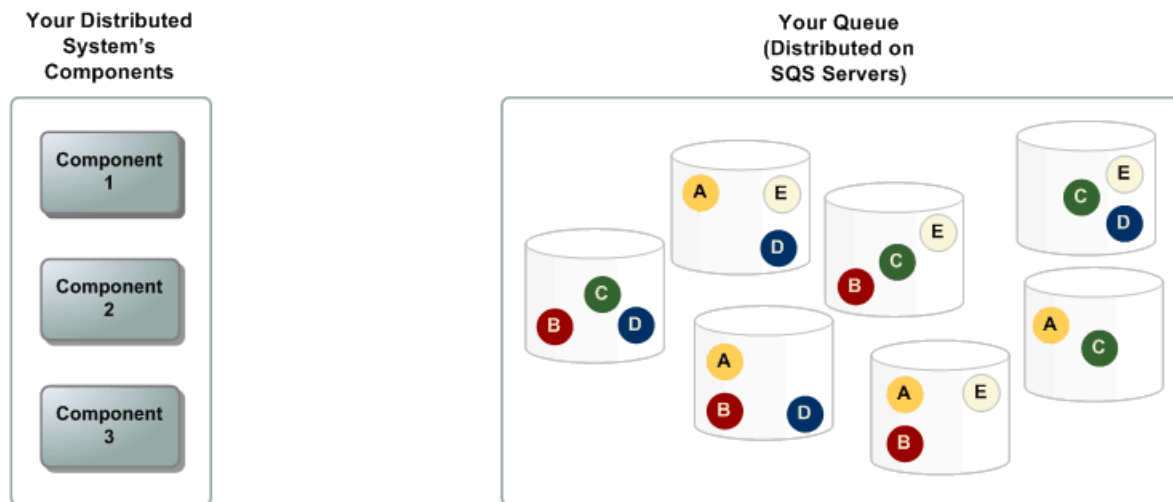 Your Distributed
System's
Components
Component
1
Component
2
Component
3
Your Queue
(Distributed on
SQS Servers)
B
C
D
A
E
D
A
B
D
B
C
E
A
B
E
C
E
D
A
C